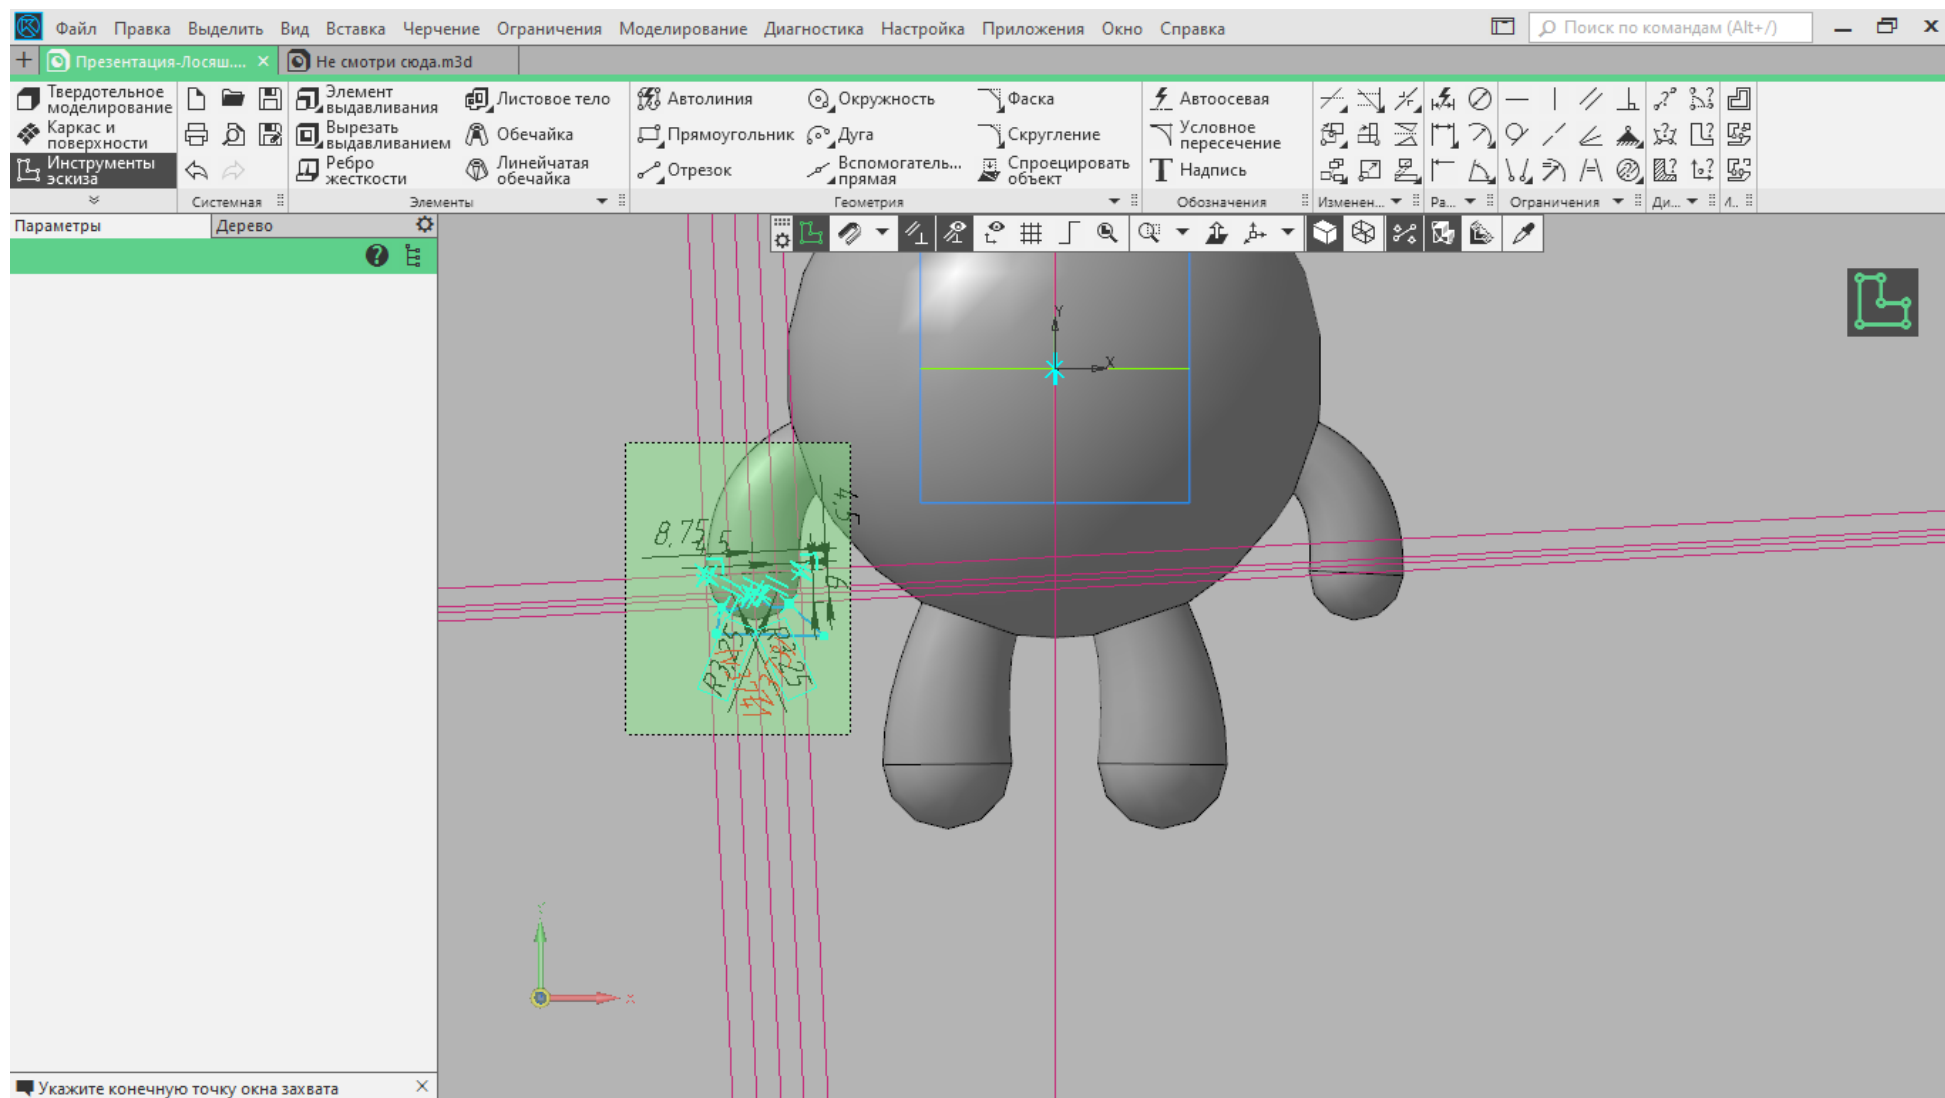 Файл Правка Выделить Вид Вставка Черчение Ограничения Моделирование Диагностика Настройка Приложения Окно Справка
Поиск по командам (Alt+/)
Презентация-Лосяш....
Не смотри сюда.m3d
Твердотельное моделирование
Каркас и поверхности
Инструменты эскиза
Системная
Элемент выдавливания
Вырезать выдавливанием
Ребро жесткости
Листовое тело
Обечайка
Линейчатая обечайка
Элементы
Автолиния
Прямоугольник
Отрезок
Окружность
Дуга
Вспомогатель... прямая
Фаска
Скругление
Спроецировать объект
Геометрия
Автоосевая
Условное пересечение
Надпись
Обозначения
Изменен...
Ра...
Ограничения
Ди...
Параметры
Дерево
Y
X
4,5
8,75
6
Y
X
Укажите конечную точку окна захвата